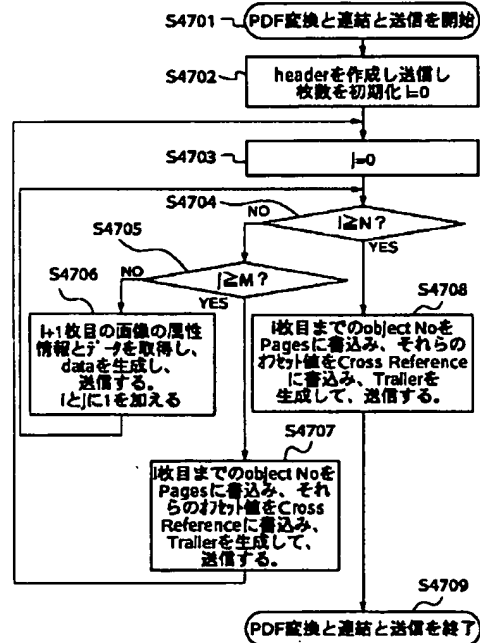 S4701
PDF変換と連結と送信を開始
S4702
headerを作成し送信し
枚数を初期化 I=0
S4703
j=0
S4704
NO
I≧N?
YES
S4705
NO
j≧M?
YES
S4706
I+1枚目の画像の属性
情報とデータを取得し、
dataを生成し、
送信する。
Iとjに1を加える
S4708
I枚目までのobject Noを
Pagesに書込み、それらの
オフセット値をCross Reference
に書込み、Trailerを
生成して、送信する。
S4707
I枚目までのobject Noを
Pagesに書込み、それ
らのオフセット値をCross
Referenceに書込み、
Trailerを生成して、
送信する。
S4709
PDF変換と連結と送信を終了